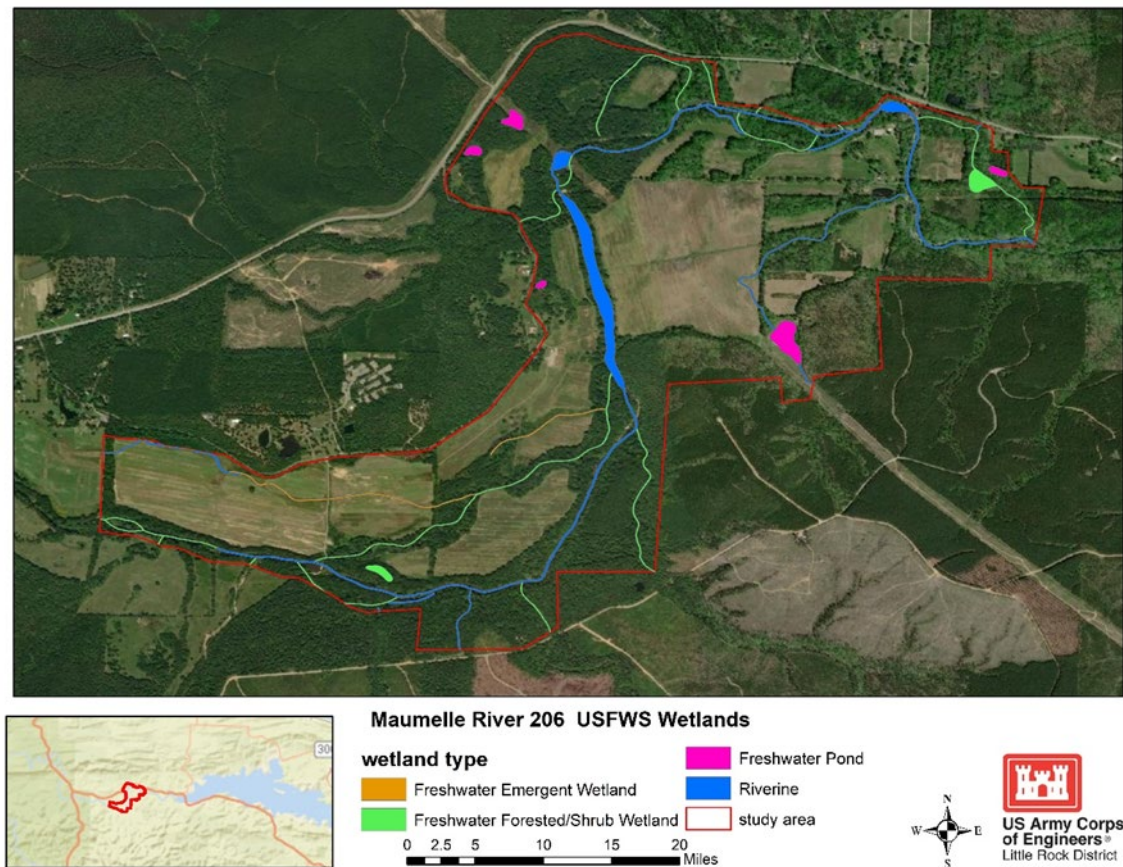 Maumelle River 206 USFWS Wetlands
wetland type
Freshwater Emergent Wetland
Freshwater Forested/Shrub Wetland
Freshwater Pond
Riverine
study area
0 2.5 5 10 15 20
Miles
N
W E
S
US Army Corps
of Engineers®
Little Rock District
300